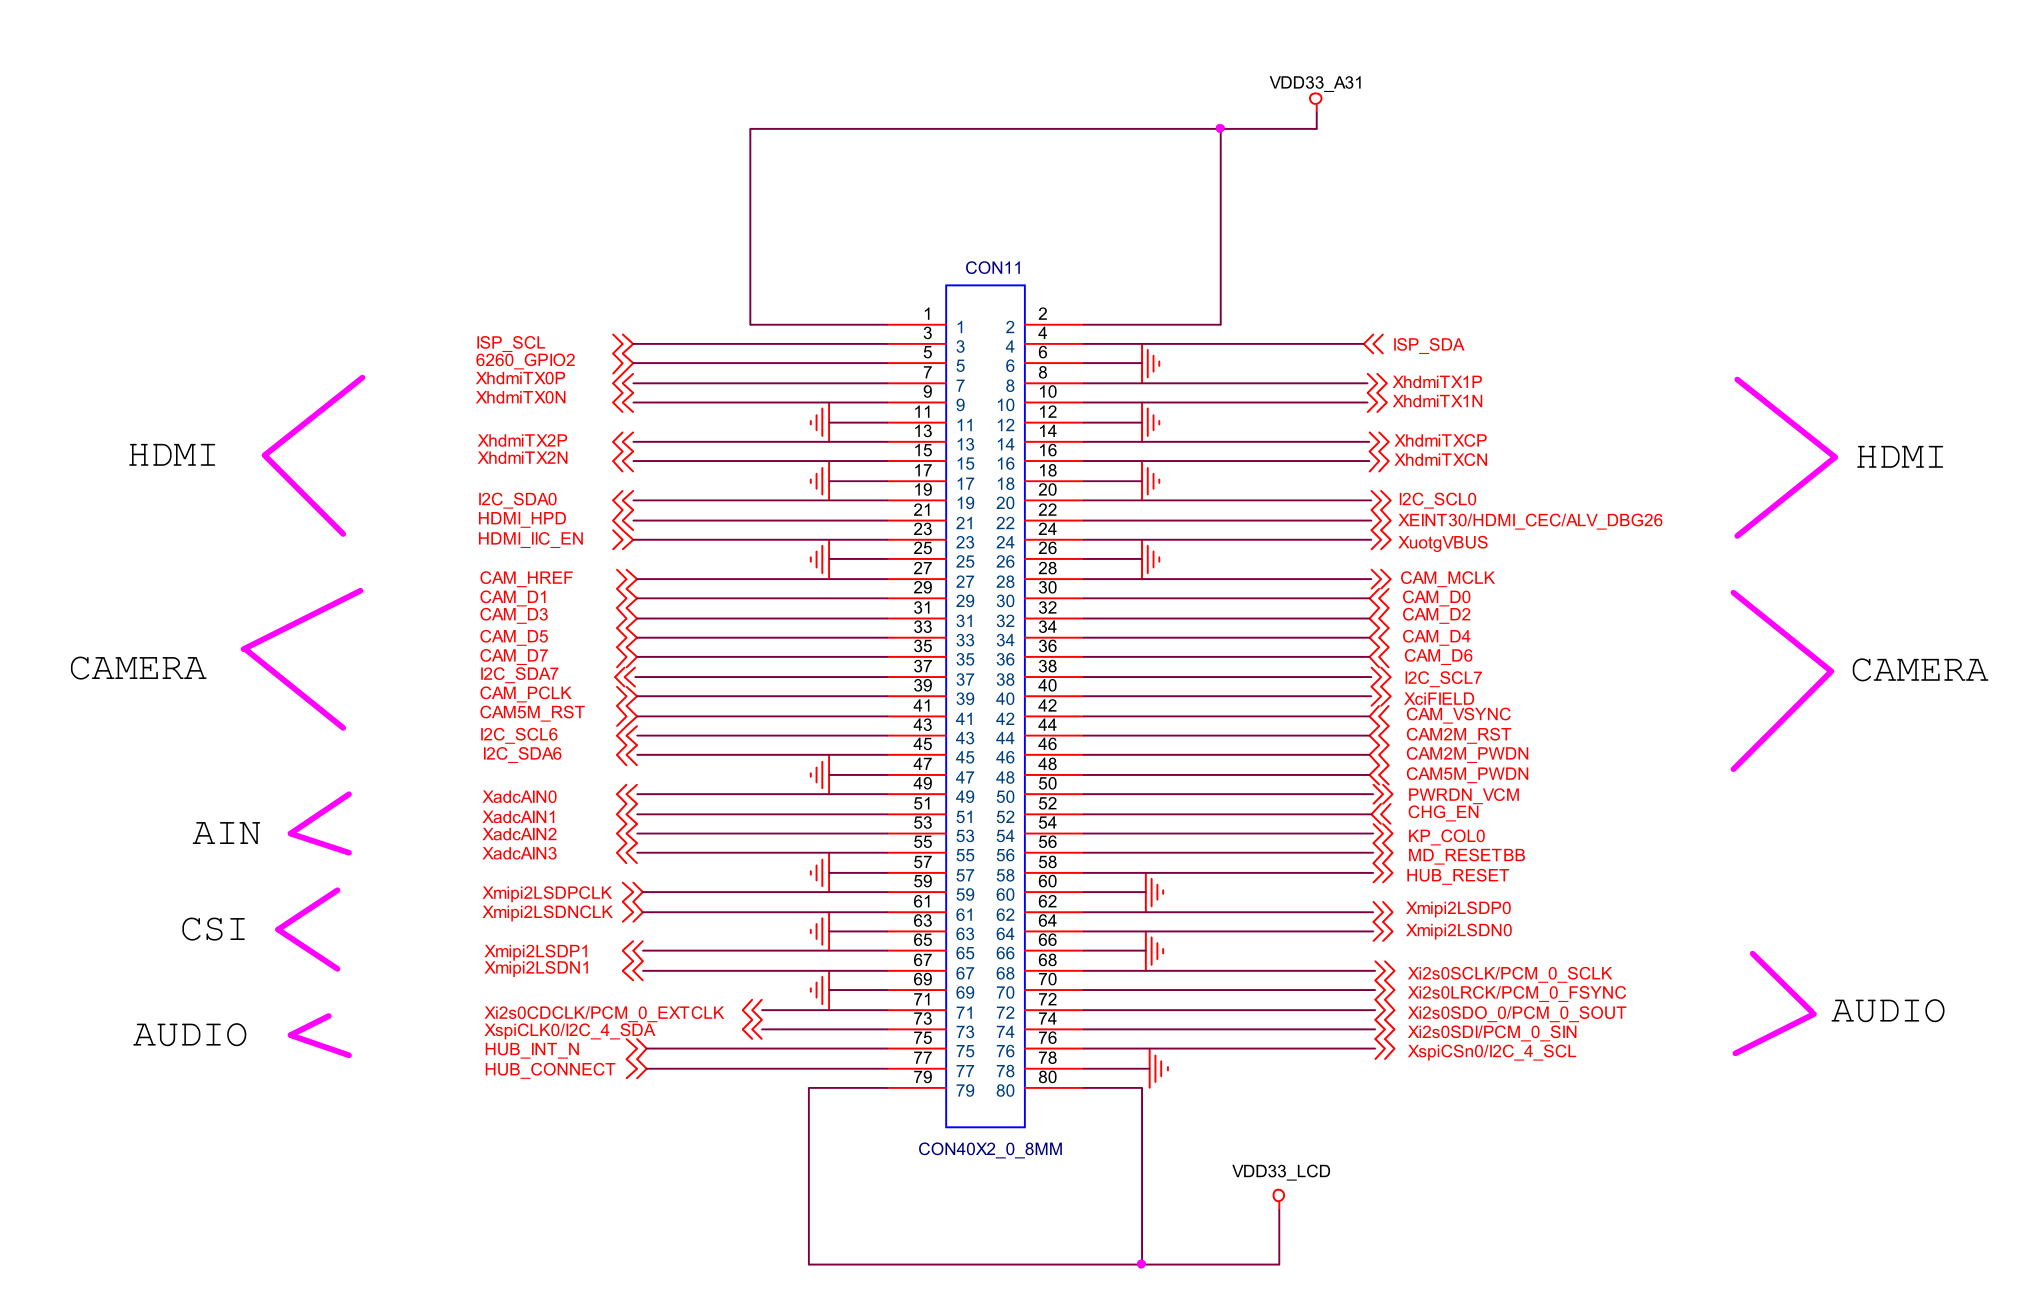 VDD33_A31
CON11
1 1 2 2
ISP_SCL 3 3 4 4 ISP_SDA
6260_GPIO2 5 5 6 6
XhdmiTX0P 7 7 8 8 XhdmiTX1P
XhdmiTX0N 9 9 10 10 XhdmiTX1N
11 11 12 12
XhdmiTX2P 13 13 14 14 XhdmiTXCP
HDMI XhdmiTX2N 15 15 16 16 XhdmiTXCN HDMI
17 17 18 18
I2C_SDA0 19 19 20 20 I2C_SCL0
HDMI_HPD 21 21 22 22 XEINT30/HDMI_CEC/ALV_DBG26
HDMI_IIC_EN 23 23 24 24 XuotgVBUS
25 25 26 26
CAM_HREF 27 27 28 28 CAM_MCLK
CAM_D1 29 29 30 30 CAM_D0
CAM_D3 31 31 32 32 CAM_D2
CAM_D5 33 33 34 34 CAM_D4
CAM_D7 35 35 36 36 CAM_D6
CAMERA I2C_SDA7 37 37 38 38 I2C_SCL7 CAMERA
CAM_PCLK 39 39 40 40 XciFIELD
CAM5M_RST 41 41 42 42 CAM_VSYNC
I2C_SCL6 43 43 44 44 CAM2M_RST
I2C_SDA6 45 45 46 46 CAM2M_PWDN
47 47 48 48 CAM5M_PWDN
XadcAIN0 49 49 50 50 PWRDN_VCM
XadcAIN1 51 51 52 52 CHG_EN
AIN XadcAIN2 53 53 54 54 KP_COL0
XadcAIN3 55 55 56 56 MD_RESETBB
57 57 58 58 HUB_RESET
Xmipi2LSDPCLK 59 59 60 60
Xmipi2LSDNCLK 61 61 62 62 Xmipi2LSDP0
CSI 63 63 64 64 Xmipi2LSDN0
Xmipi2LSDP1 65 65 66 66
Xmipi2LSDN1 67 67 68 68 Xi2s0SCLK/PCM_0_SCLK
69 69 70 70 Xi2s0LRCK/PCM_0_FSYNC
Xi2s0CDCLK/PCM_0_EXTCLK 71 71 72 72 Xi2s0SDO_0/PCM_0_SOUT AUDIO
AUDIO XspiCLK0/I2C_4_SDA 73 73 74 74 Xi2s0SDI/PCM_0_SIN
HUB_INT_N 75 75 76 76 XspiCSn0/I2C_4_SCL
HUB_CONNECT 77 77 78 78
79 79 80 80
CON40X2_0_8MM
VDD33_LCD